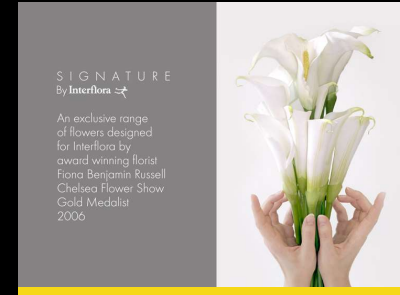 SIGNATURE
By Interflora
An exclusive range
of flowers designed
for Interflora by
award winning florist
Fiona Benjamin Russell
Chelsea Flower Show
Gold Medalist
2006